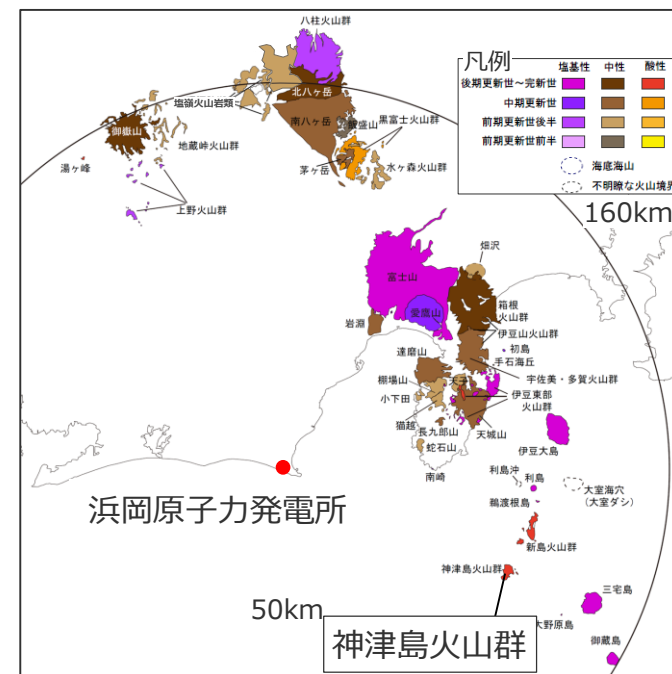 八柱火山群
凡例
塩基性 中性 酸性
後期更新世～完新世
中期更新世
前期更新世後半
前期更新世前半
海底海山
不明瞭な火山境界
160km
北八ヶ岳
塩嶺火山岩類
御嶽山
南八ヶ岳
飯盛山
黒富士火山群
地蔵峠火山群
湯ヶ峰
茅ヶ岳
水ヶ森火山群
上野火山群
畑沢
富士山
愛鷹山
箱根
火山群
岩淵
伊豆山火山群
初島
達磨山
手石海丘
棚場山
天子
宇佐美・多賀火山群
小下田
伊豆東部
火山群
猫越
長九郎山
天城山
蛇石山
伊豆大島
南崎
利島沖
利島
大室海穴
(大室ダシ)
鵜渡根島
浜岡原子力発電所
新島火山群
神津島火山群
三宅島
50km
大野原島
神津島火山群
御蔵島